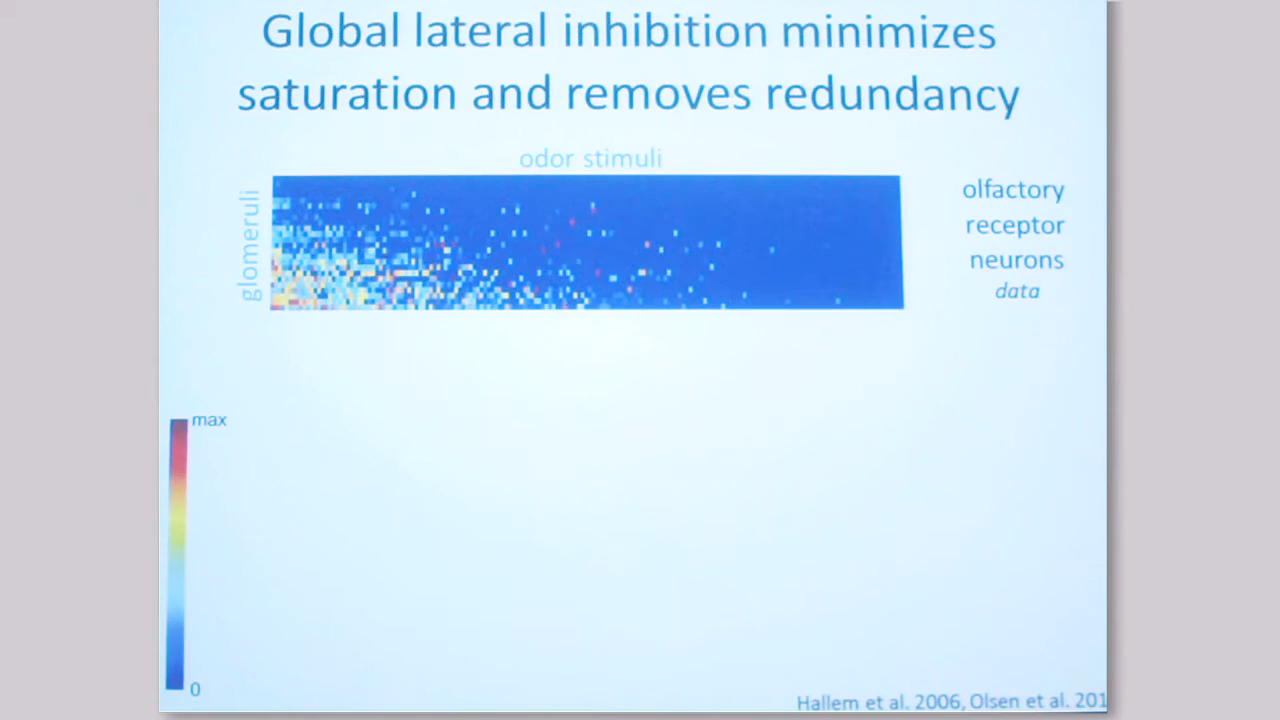 Global lateral inhibition minimizes
saturation and removes redundancy
odor stimuli
glomeruli
olfactory
receptor
neurons
data
max
0
Hallem et al. 2006, Olsen et al. 201